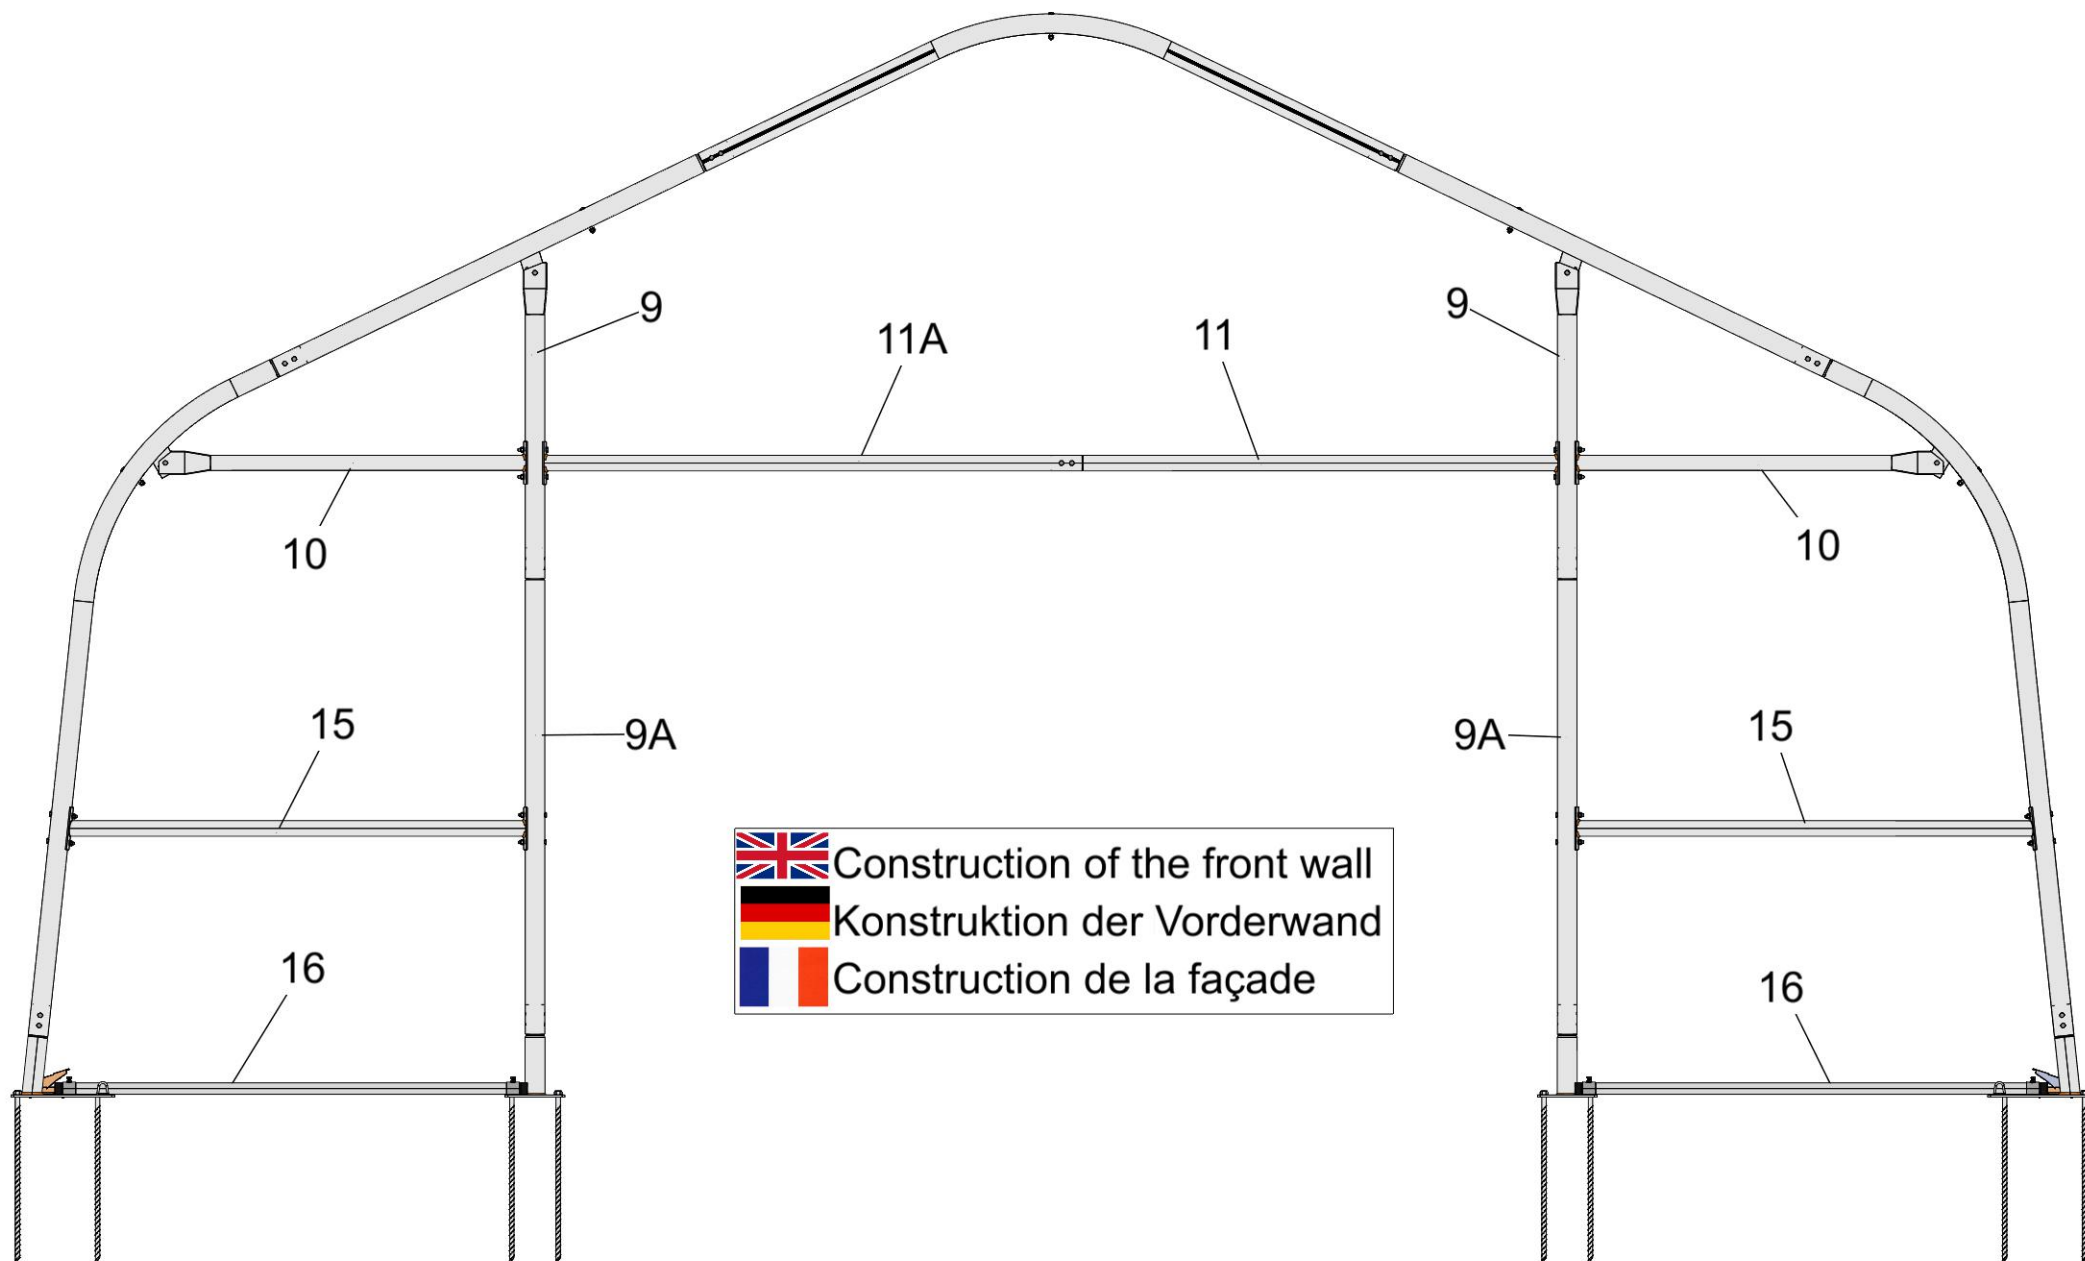 9
9
11A
11
10
10
15
9A
9A
15
Construction of the front wall
Konstruktion der Vorderwand
Construction de la façade
16
16